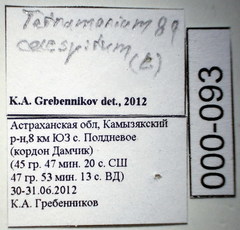 Tetramorium 8♀
caespitum
(L)
K.A. Grebennikov det., 2012
Астраханская обл, Камызякский
р-н,8 км ЮЗ с. Полдневое
(кордон Дамчик)
(45 гр. 47 мин. 20 с. СШ
47 гр. 53 мин. 13 с. ВД)
30-31.06.2012
К.А. Гребенников
000-093